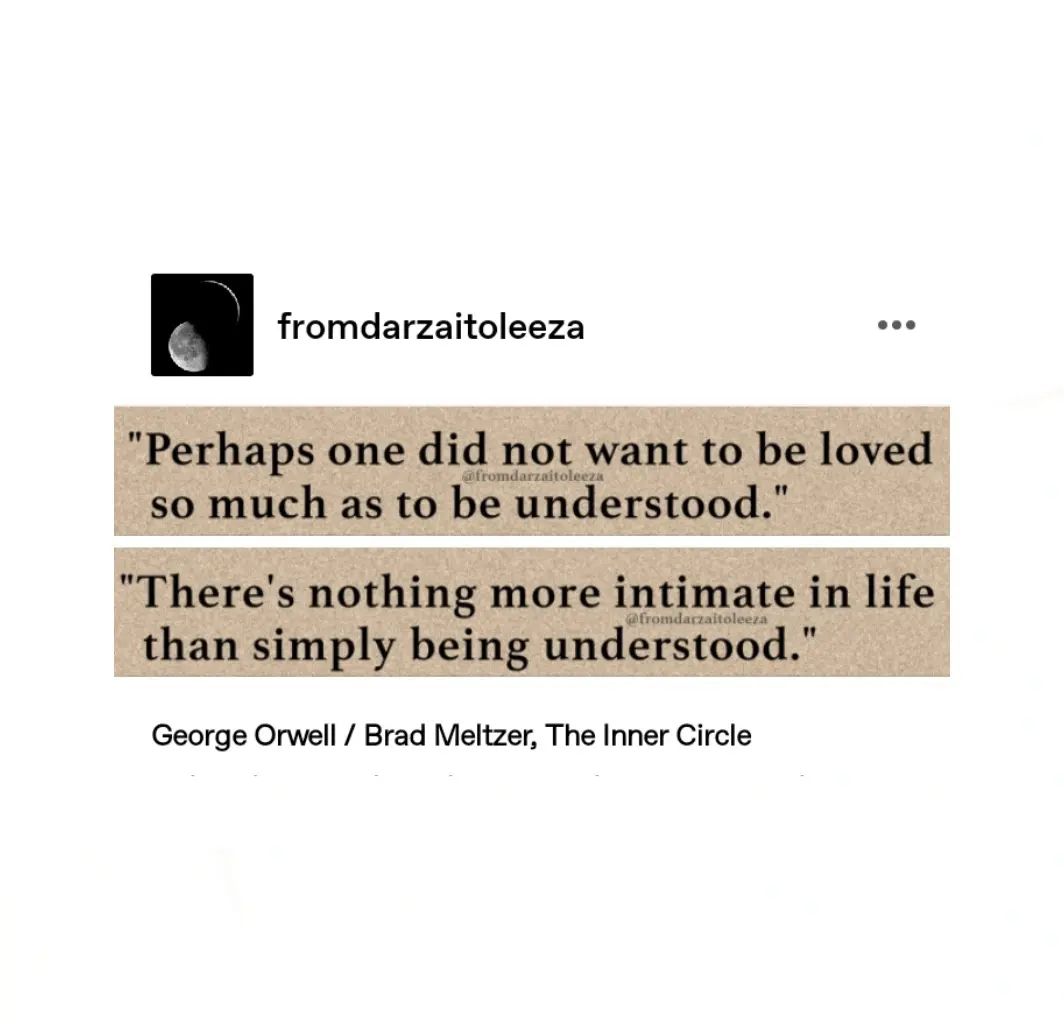 fromdarzaitoleeza
"Perhaps one did not want to be loved
@fromdarzaitoleeza
so much as to be understood."
"There's nothing more intimate in life
@fromdarzaitoleeza
than simply being understood."
George Orwell / Brad Meltzer, The Inner Circle